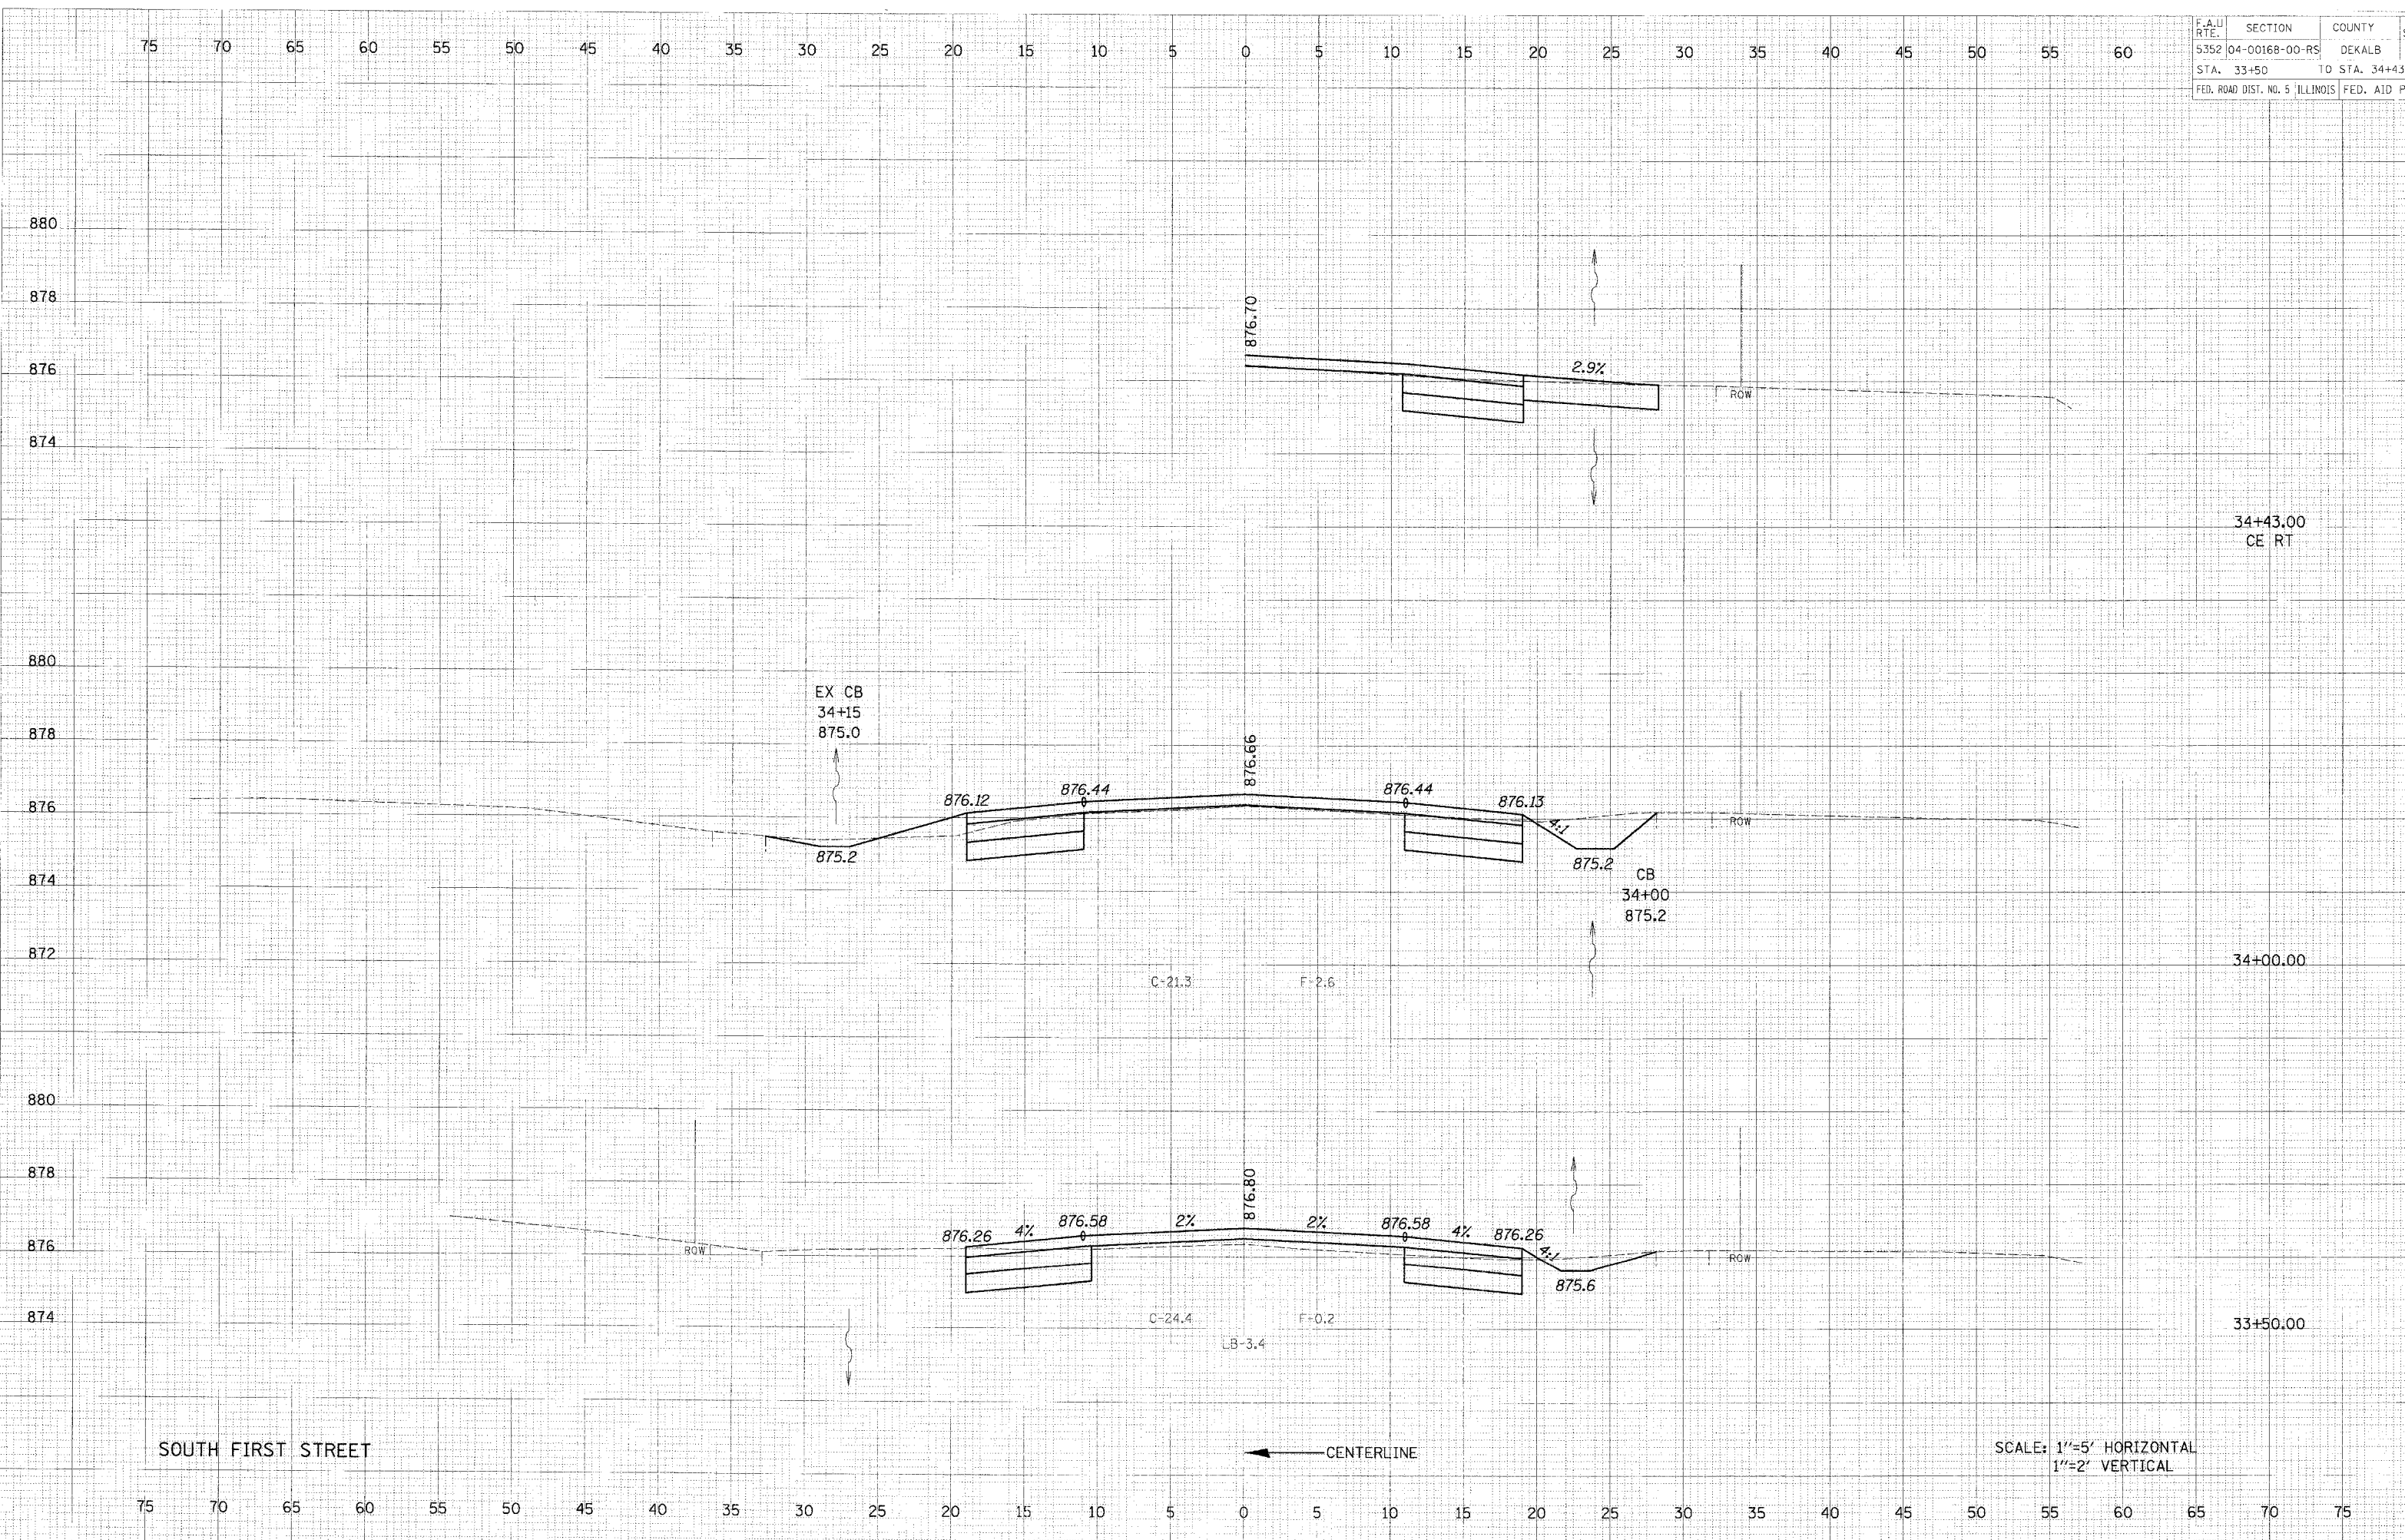 F.A.U RTE. SECTION COUNTY
5352 04-00168-00-RS DEKALB
STA. 33+50 TO STA. 34+43
FED. ROAD DIST. NO. 5 ILLINOIS FED. AID P
75 70 65 60 55 50 45 40 35 30 25 20 15 10 5 0 5 10 15 20 25 30 35 40 45 50 55 60
880
878
876.70
876
2.9%
ROW
874
34+43.00
CE RT
880
EX CB
34+15
875.0
878
876.66
876
876.12 876.44 876.44 876.13
4:1
ROW
875.2 875.2
874
CB
34+00
875.2
872
34+00.00
C-21.3 F-2.6
880
878
876.80
876
876.26 4% 876.58 2% 2% 876.58 4% 876.26
4:1
ROW ROW
875.6
874
C-24.4 F-0.2
LB-3.4
33+50.00
SOUTH FIRST STREET
CENTERLINE
SCALE: 1"=5' HORIZONTAL
1"=2' VERTICAL
75 70 65 60 55 50 45 40 35 30 25 20 15 10 5 0 5 10 15 20 25 30 35 40 45 50 55 60 65 70 75